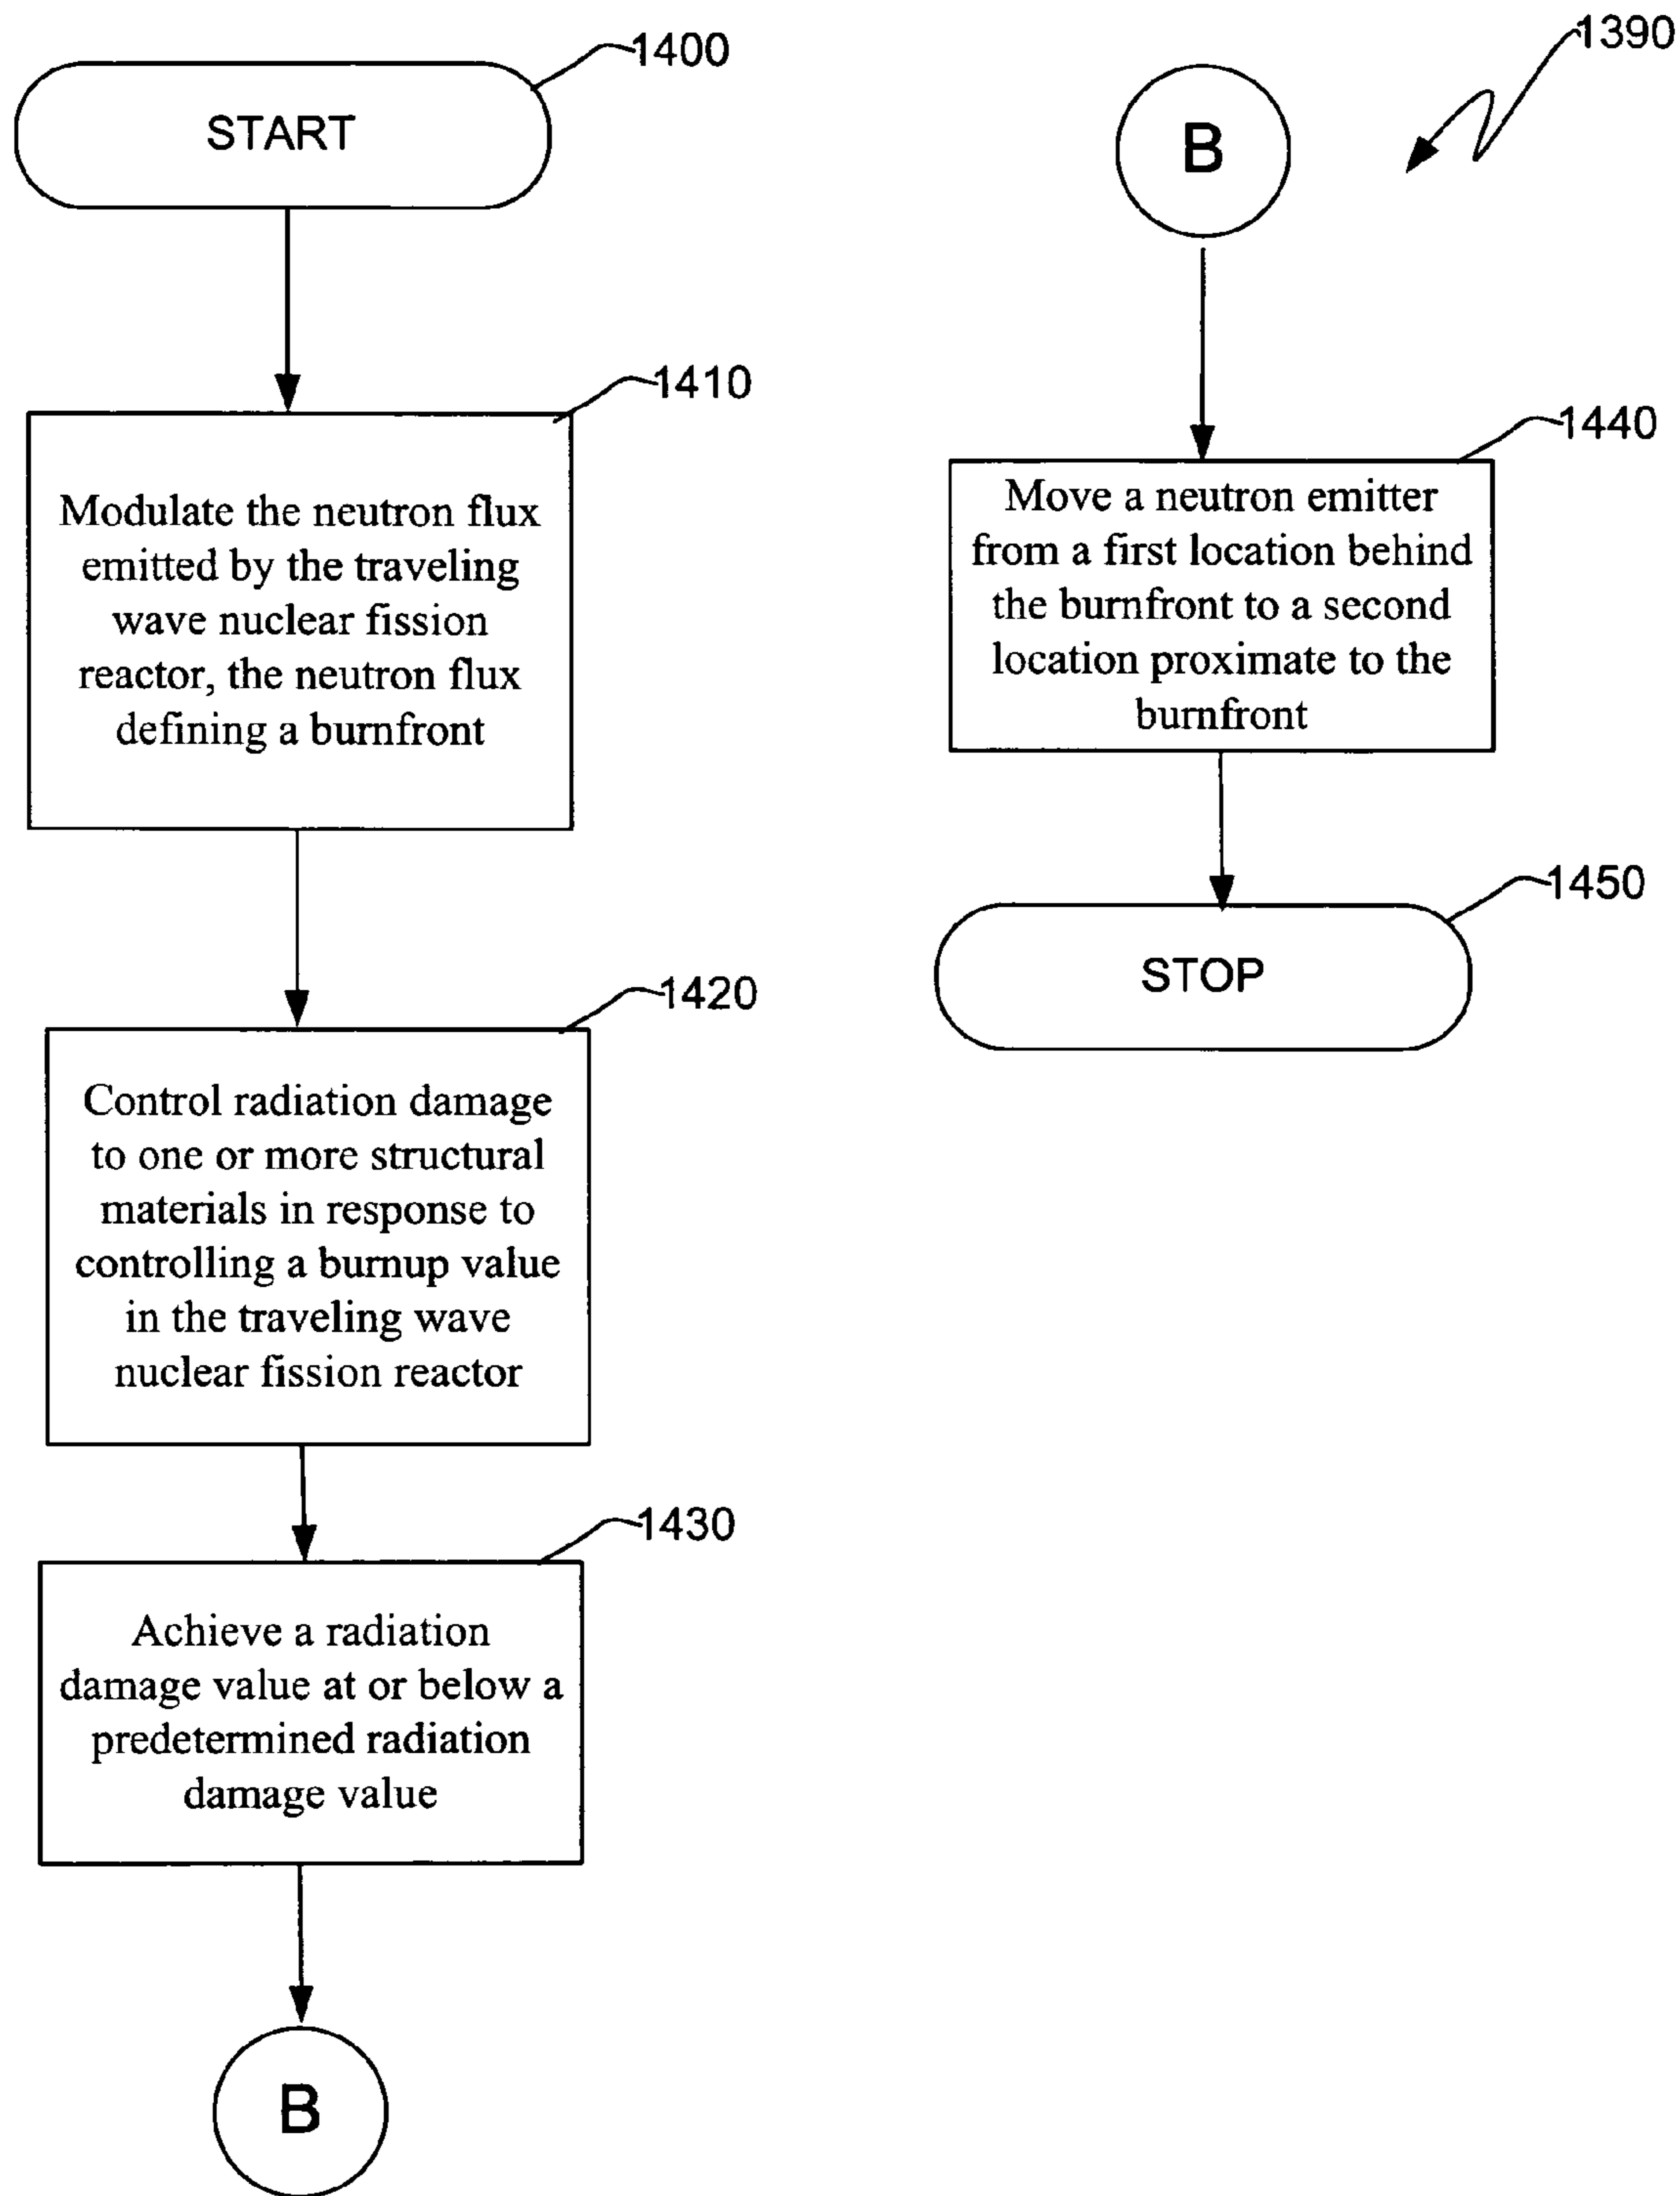 1400
START
1410
Modulate the neutron flux
emitted by the traveling
wave nuclear fission
reactor, the neutron flux
defining a burnfront
1420
Control radiation damage
to one or more structural
materials in response to
controlling a burnup value
in the traveling wave
nuclear fission reactor
1430
Achieve a radiation
damage value at or below a
predetermined radiation
damage value
B
1390
B
1440
Move a neutron emitter
from a first location behind
the burnfront to a second
location proximate to the
burnfront
1450
STOP